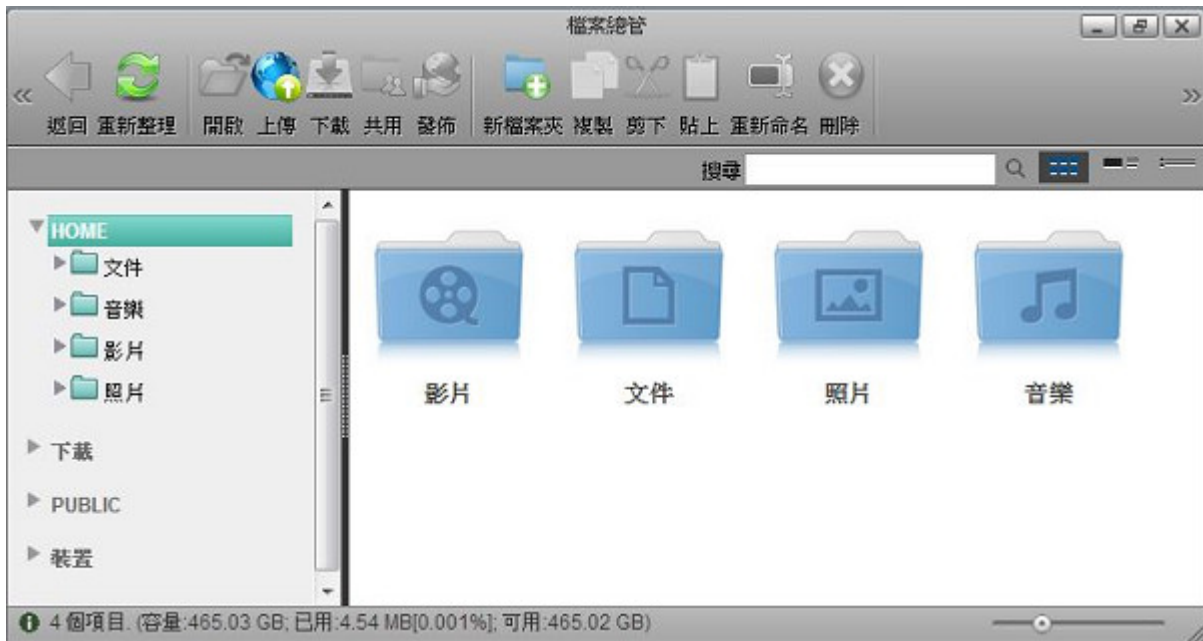 檔案總管
返回 重新整理 開啟 上傳 下載 共用 發佈 新檔案夾 複製 剪下 貼上 重新命名 刪除
搜尋
HOME
文件
音樂
影片
照片
下載
PUBLIC
裝置
影片 文件 照片 音樂
4 個項目. (容量:465.03 GB; 已用:4.54 MB[0.001%]; 可用:465.02 GB)